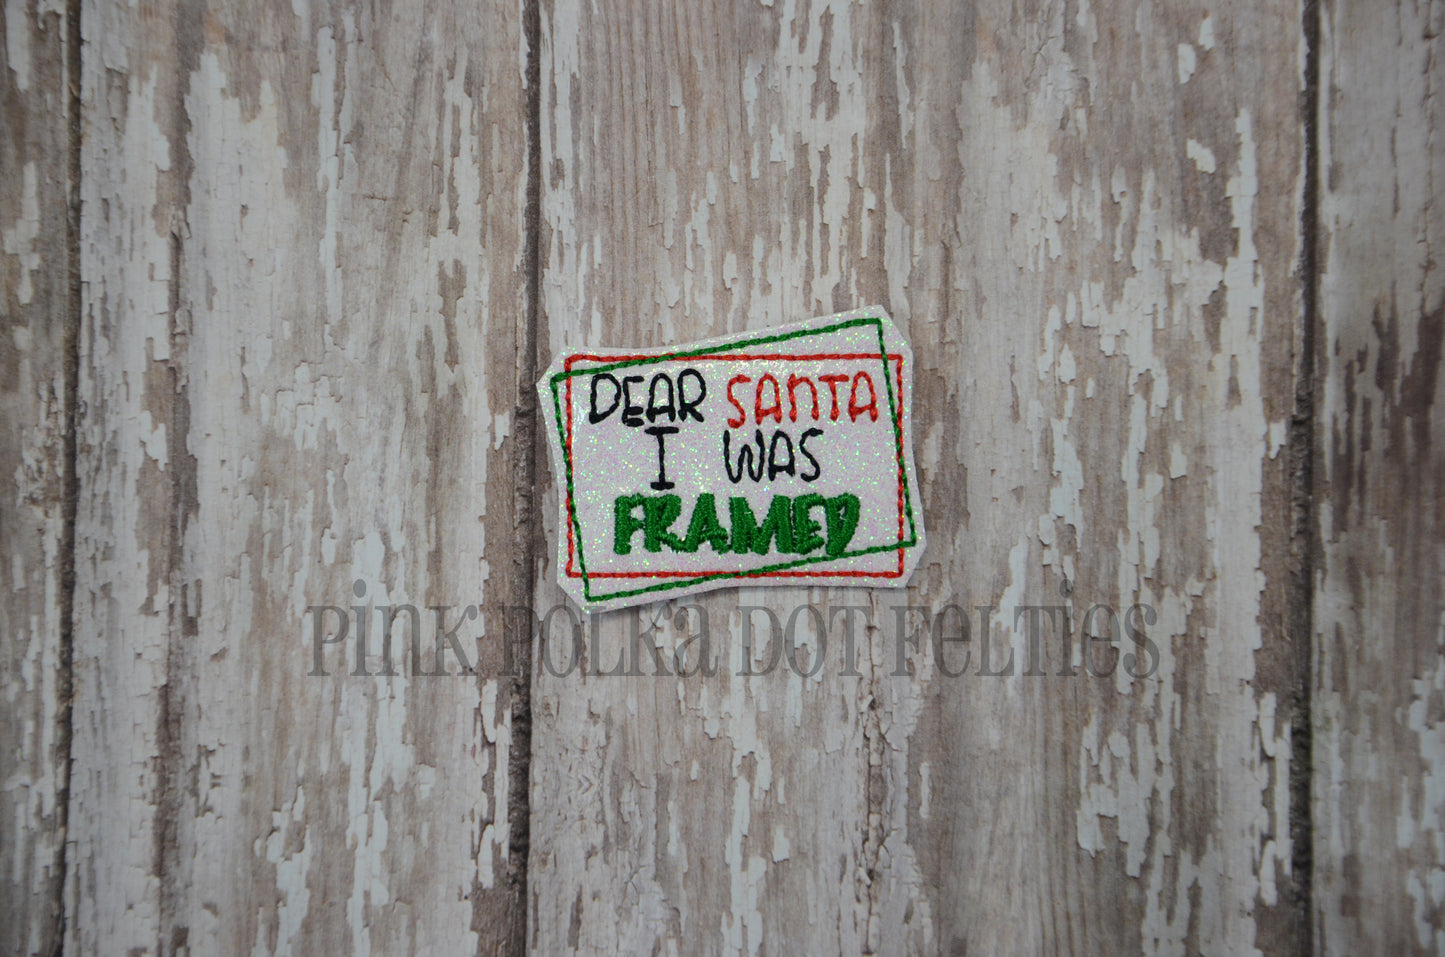 DEAR SANTA
I WAS
FRAMED
Pink Polka Dot Felties